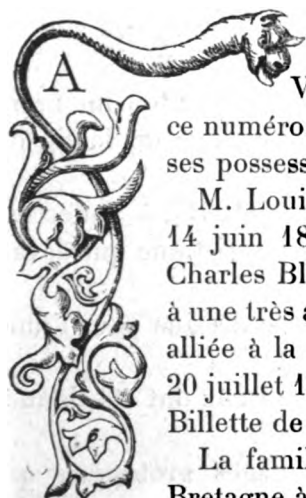 A V
ce numéro
ses possess
M. Loui
14 juin 18
Charles Bl
à une très a
alliée à la
20 juillet 1
Billette de
La famil
Bretagne